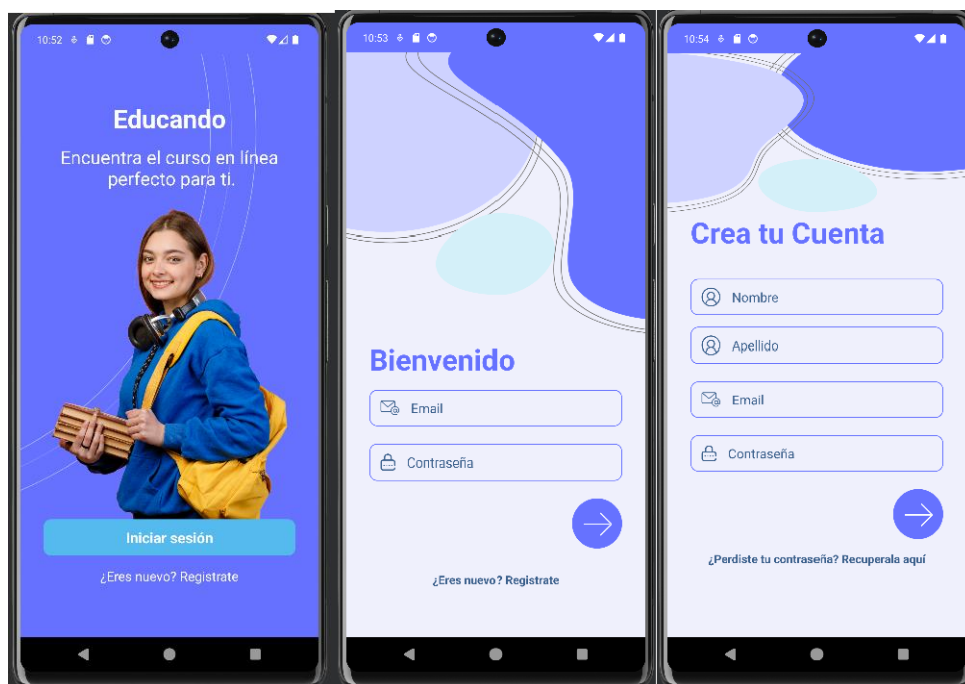 10:52
Educando
Encuentra el curso en línea
perfecto para ti.
Iniciar sesión
¿Eres nuevo? Registrate
10:53
Bienvenido
Email
Contraseña
¿Eres nuevo? Registrate
10:54
Crea tu Cuenta
Nombre
Apellido
Email
Contraseña
¿Perdiste tu contraseña? Recuperala aquí